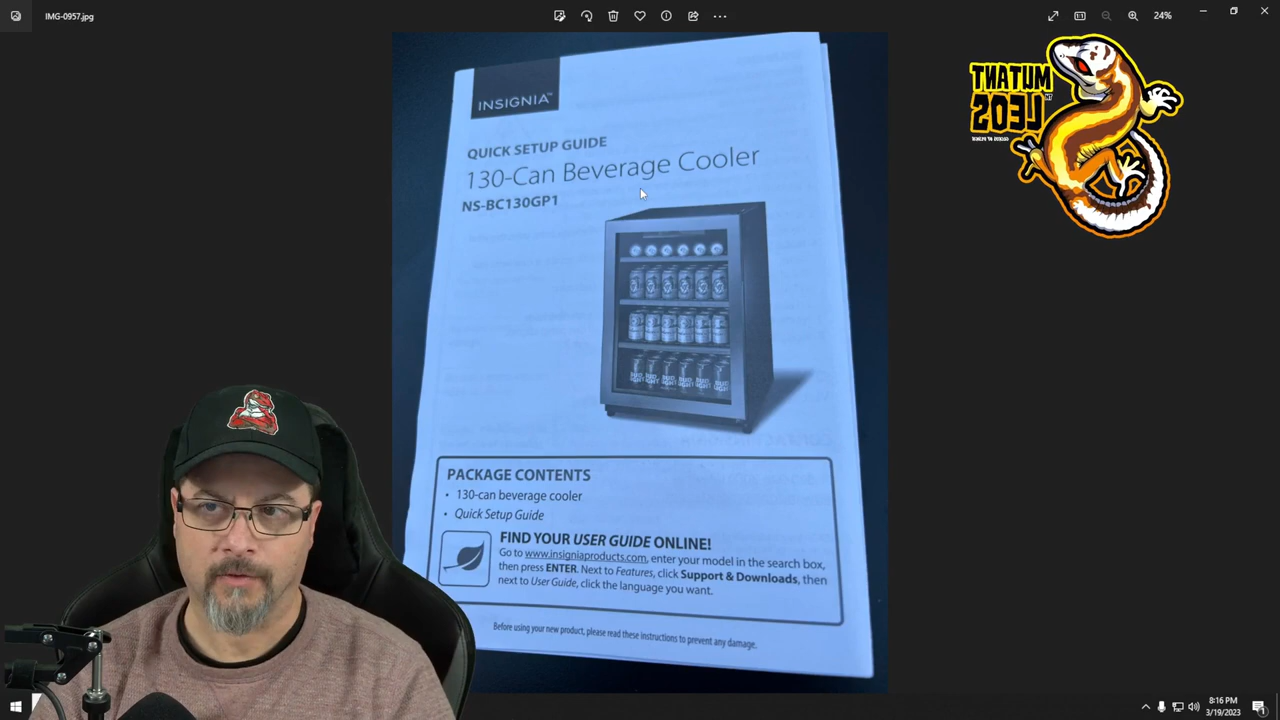 IMG-0957.jpg
24%
MUTANT
LEOS
INSIGNIA™
QUICK SETUP GUIDE
130-Can Beverage Cooler
NS-BC130GP1
PACKAGE CONTENTS
• 130-can beverage cooler
• Quick Setup Guide
FIND YOUR USER GUIDE ONLINE!
Go to www.insigniaproducts.com, enter your model in the search box,
then press ENTER. Next to Features, click Support & Downloads, then
next to User Guide, click the language you want.
Before using your new product, please read these instructions to prevent any damage.
8:16 PM
3/19/2023